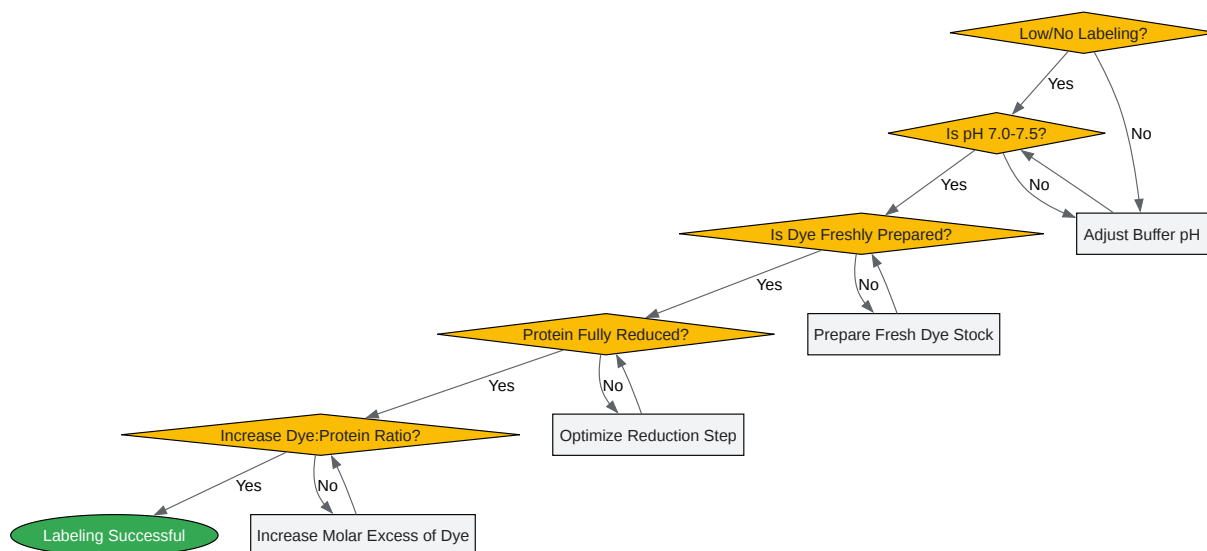 Low/No Labeling?
Yes
Is pH 7.0-7.5?
No
Yes
No
Adjust Buffer pH
Is Dye Freshly Prepared?
Yes
No
Protein Fully Reduced?
Prepare Fresh Dye Stock
Yes
No
Increase Dye:Protein Ratio?
Optimize Reduction Step
Yes
No
Labeling Successful
Increase Molar Excess of Dye